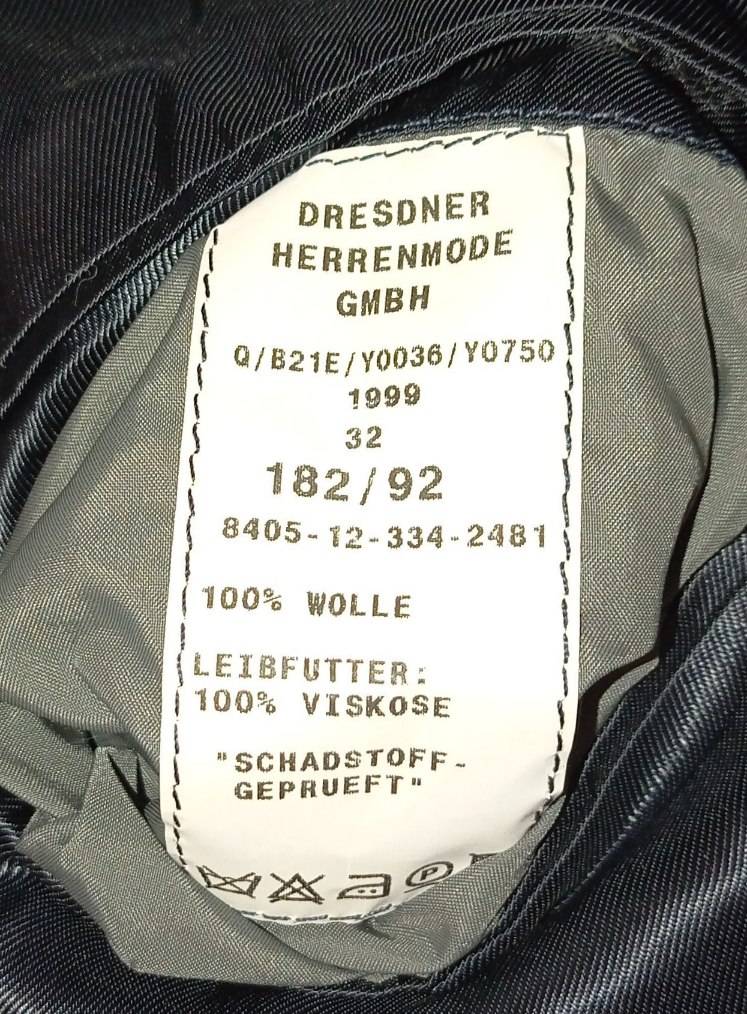 DRESDNER
HERRENMODE
GMBH
Q/B21E/Y0036/Y0750
1999
32
182/92
8405-12-334-2481
100% WOLLE
LEIBFUTTER:
100% VISKOSE
"SCHADSTOFF-
GEPRUEFT"
P